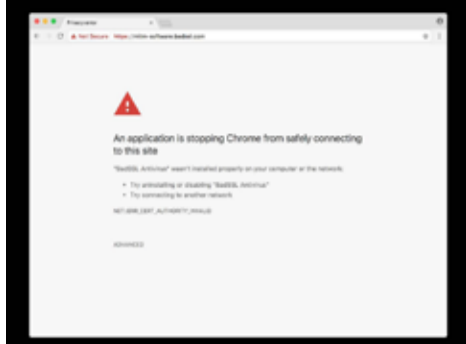 Privacy error
Not Secure https://mitm-software.badssl.com
An application is stopping Chrome from safely connecting
to this site
"BadSSL Antivirus" wasn't installed properly on your computer or the network.
• Try uninstalling or disabling "BadSSL Antivirus"
• Try connecting to another network
NET::ERR_CERT_AUTHORITY_INVALID
ADVANCED